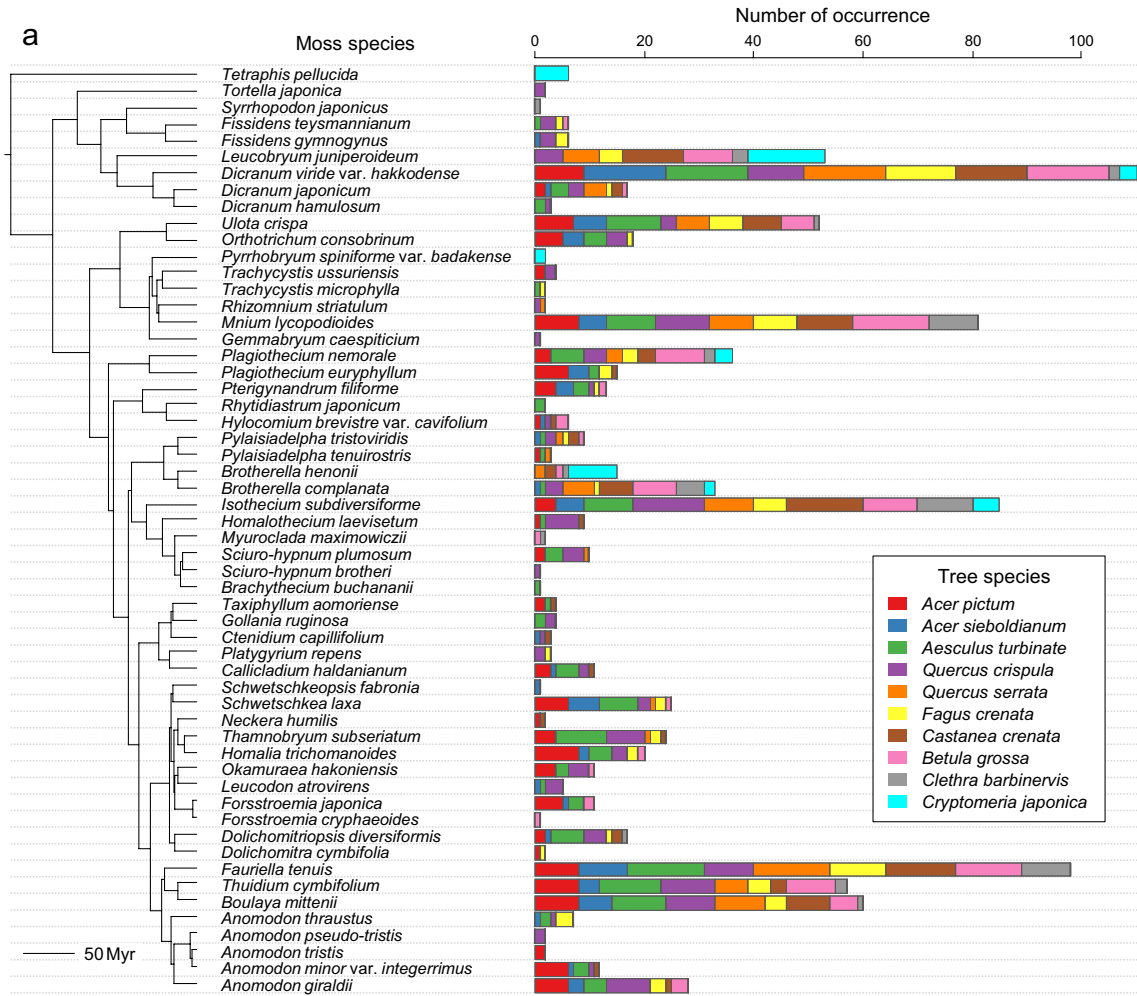 a
Moss species
Number of occurrence
0 20 40 60 80 100
Tetraphis pellucida
Tortella japonica
Syrrhopodon japonicus
Fissidens teysmannianum
Fissidens gymnogynus
Leucobryum juniperoideum
Dicranum viride var. hakkodense
Dicranum japonicum
Dicranum hamulosum
Ulota crispa
Orthotrichum consobrinum
Pyrrhobryum spiniforme var. badakense
Trachycystis ussuriensis
Trachycystis microphylla
Rhizomnium striatulum
Mnium lycopodioides
Gemmabryum caespiticium
Plagiothecium nemorale
Plagiothecium euryphyllum
Pterigynandrum filiforme
Rhytidiastrum japonicum
Hylocomium brevistre var. cavifolium
Pylaisiadelpha tristoviridis
Pylaisiadelpha tenuirostris
Brotherella henonii
Brotherella complanata
Isothecium subdiversiforme
Homalothecium laevisetum
Myuroclada maximowiczii
Sciuro-hypnum plumosum
Sciuro-hypnum brotheri
Brachythecium buchananii
Taxiphyllum aomoriense
Gollania ruginosa
Ctenidium capillifolium
Platygyrium repens
Callicladium haldanianum
Schwetschkeopsis fabronia
Schwetschkea laxa
Neckera humilis
Thamnobryum subseriatum
Homalia trichomanoides
Okamuraea hakoniensis
Leucodon atrovirens
Forsstroemia japonica
Forsstroemia cryphaeoides
Dolichomitriopsis diversiformis
Dolichomitra cymbifolia
Fauriella tenuis
Thuidium cymbifolium
Boulaya mittenii
Anomodon thraustus
Anomodon pseudo-tristis
Anomodon tristis
Anomodon minor var. integerrimus
Anomodon giraldii
50 Myr
Tree species
Acer pictum
Acer sieboldianum
Aesculus turbinate
Quercus crispula
Quercus serrata
Fagus crenata
Castanea crenata
Betula grossa
Clethra barbinervis
Cryptomeria japonica